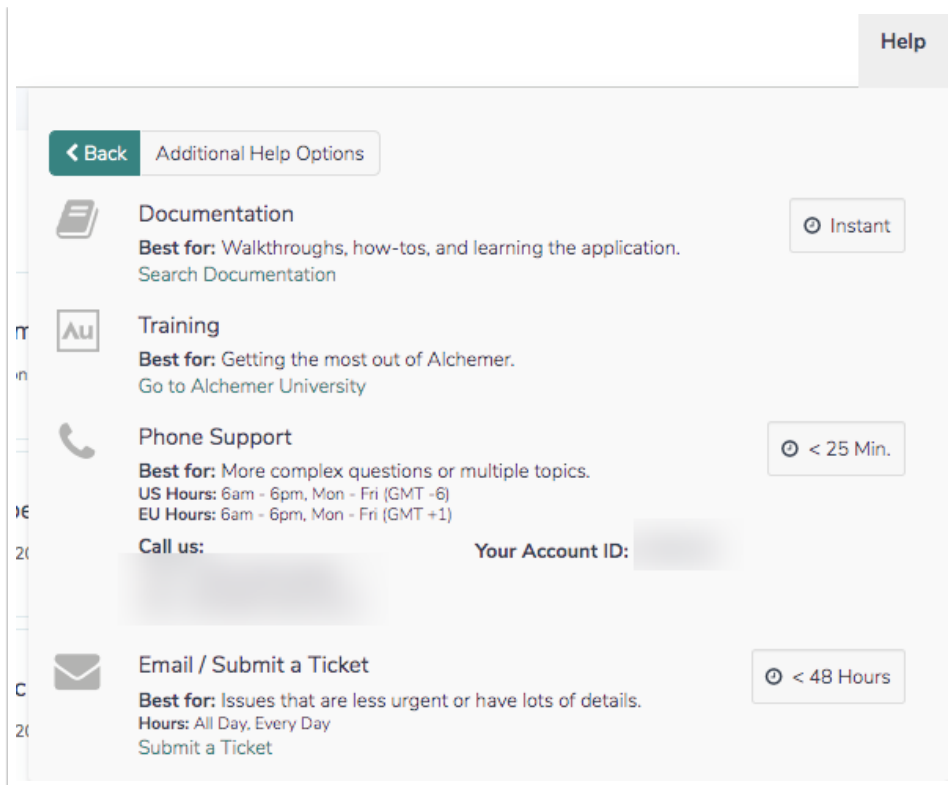 Help
Back
Additional Help Options
Documentation
Instant
Best for: Walkthroughs, how-tos, and learning the application.
Search Documentation
Au
Training
Best for: Getting the most out of Alchemer.
Go to Alchemer University
Phone Support
< 25 Min.
Best for: More complex questions or multiple topics.
US Hours: 6am - 6pm, Mon - Fri (GMT -6)
EU Hours: 6am - 6pm, Mon - Fri (GMT +1)
Call us:
Your Account ID:
Email / Submit a Ticket
< 48 Hours
Best for: Issues that are less urgent or have lots of details.
Hours: All Day, Every Day
Submit a Ticket